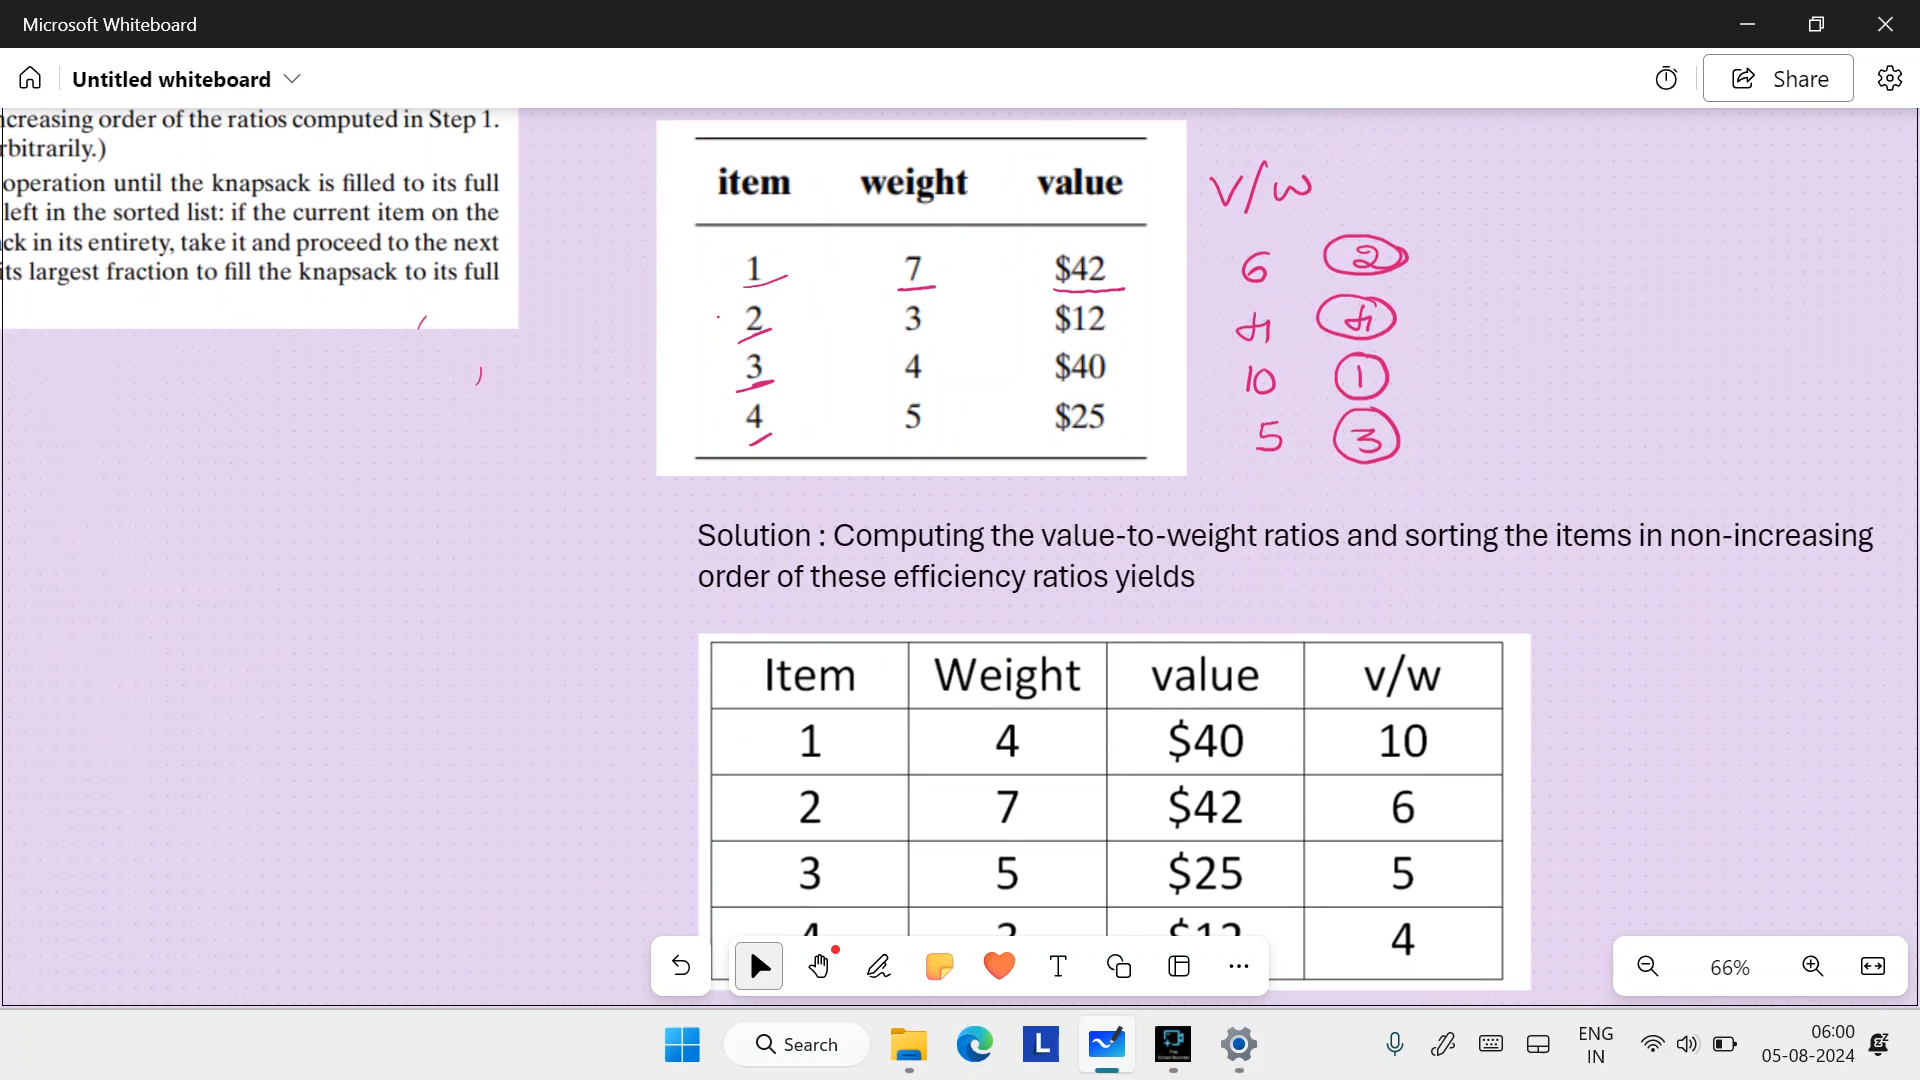 Microsoft Whiteboard
Untitled whiteboard
Share
creasing order of the ratios computed in Step 1.
rbitrarily.)
operation until the knapsack is filled to its full
left in the sorted list: if the current item on the
ck in its entirety, take it and proceed to the next
its largest fraction to fill the knapsack to its full
item weight value v/w
1 7 $42 6 2
2 3 $12 4 4
3 4 $40 10 1
4 5 $25 5 3
Solution : Computing the value-to-weight ratios and sorting the items in non-increasing
order of these efficiency ratios yields
Item Weight value v/w
1 4 $40 10
2 7 $42 6
3 5 $25 5
4 3 $12 4
66%
Search
L
ENG
IN
06:00
05-08-2024